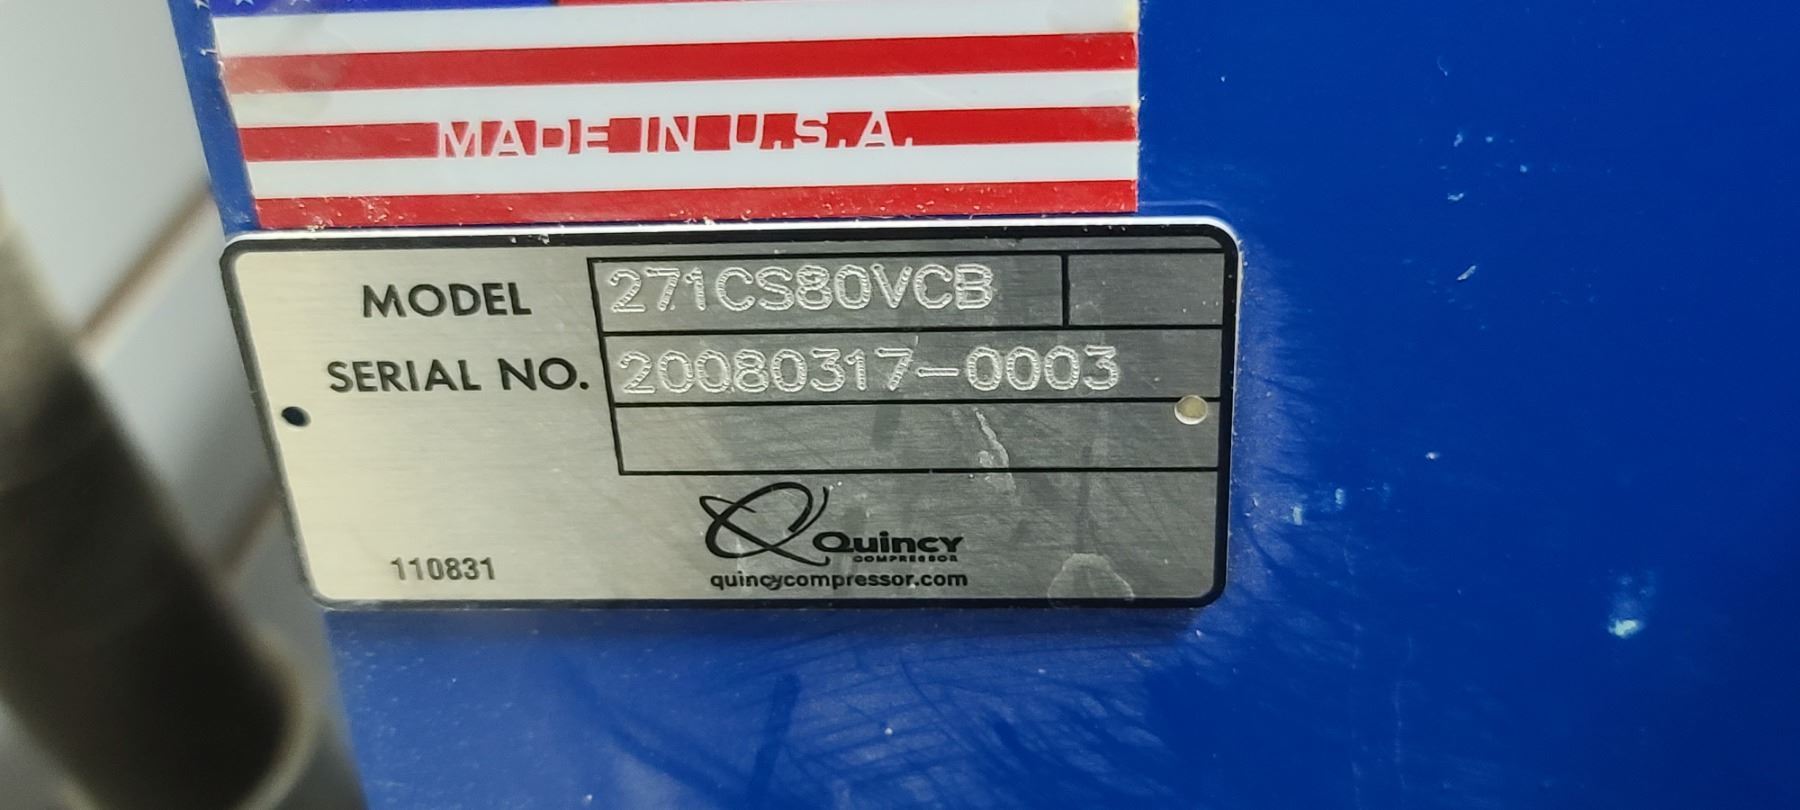 MADE IN U.S.A.
MODEL 271CS80VCB
SERIAL NO. 20080317-0003
Quincy
COMPRESSOR
quincycompressor.com
110831